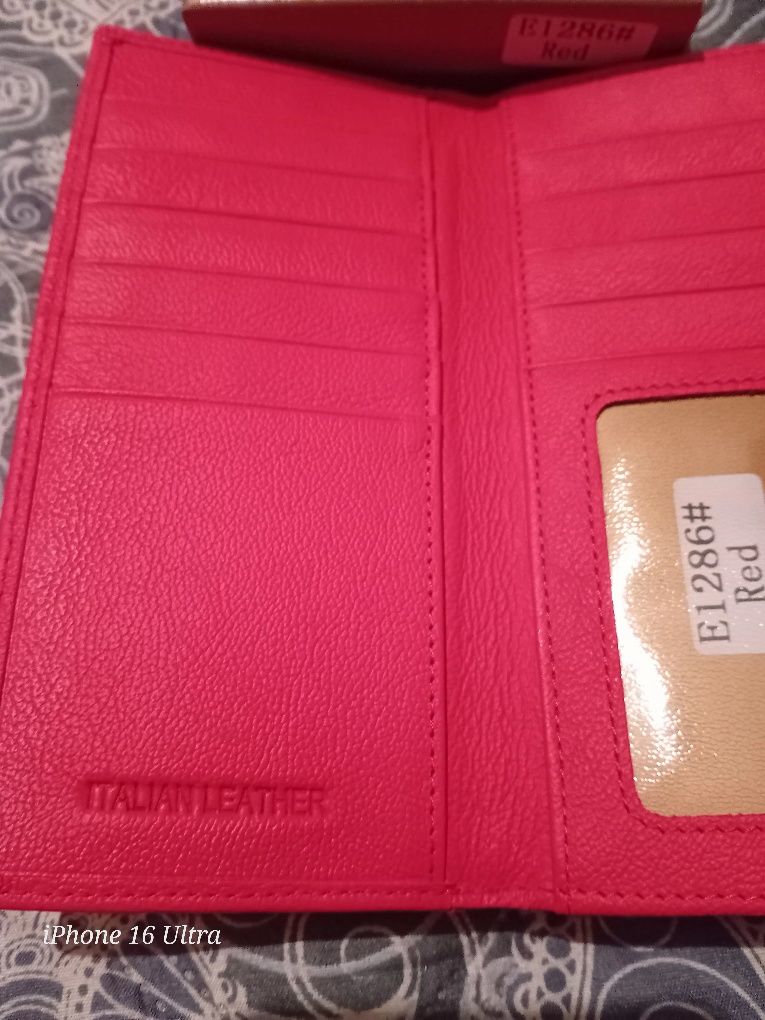 E1286#
Red
E1286#
Red
ITALIAN LEATHER
iPhone 16 Ultra